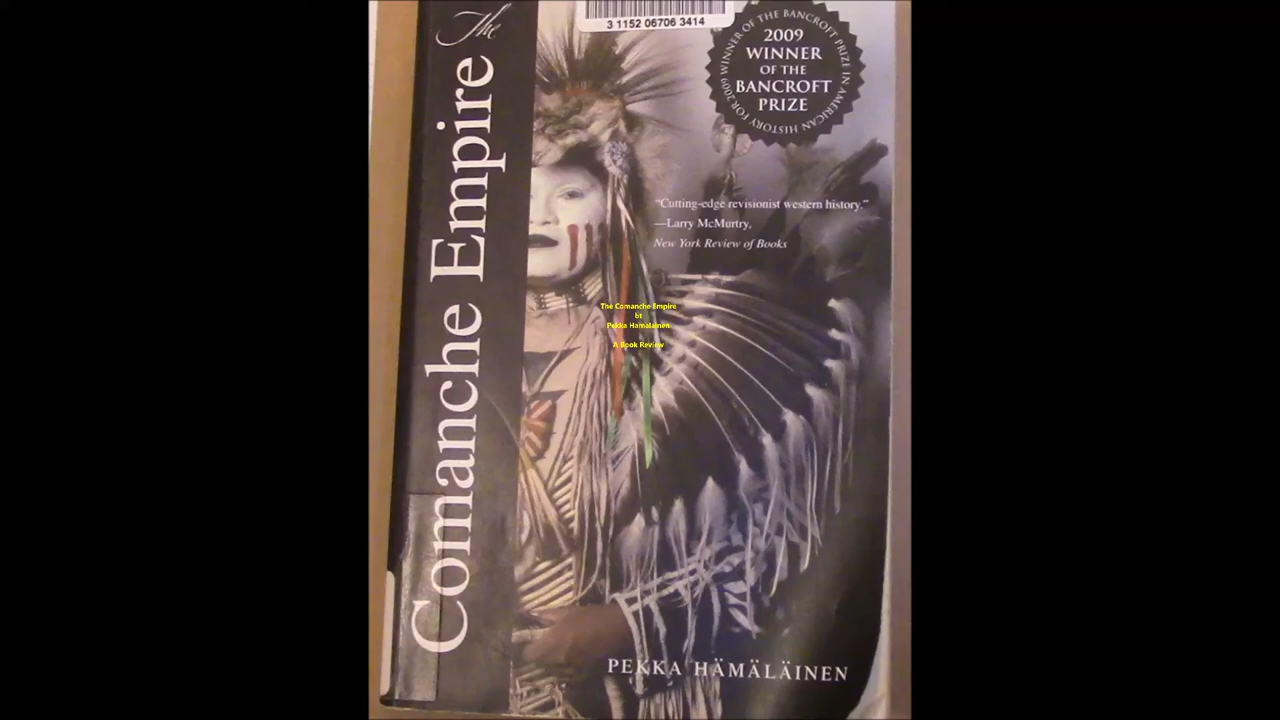 The
Comanche Empire
3 1152 06706 3414
WINNER OF THE BANCROFT PRIZE IN AMERICAN HISTORY FOR 2009
2009
WINNER
OF THE
BANCROFT
PRIZE
"Cutting-edge revisionist western history."
—Larry McMurtry,
New York Review of Books
The Comanche Empire
bt
Pekka Hamalainen
A Book Review
PEKKA HÄMÄLÄINEN